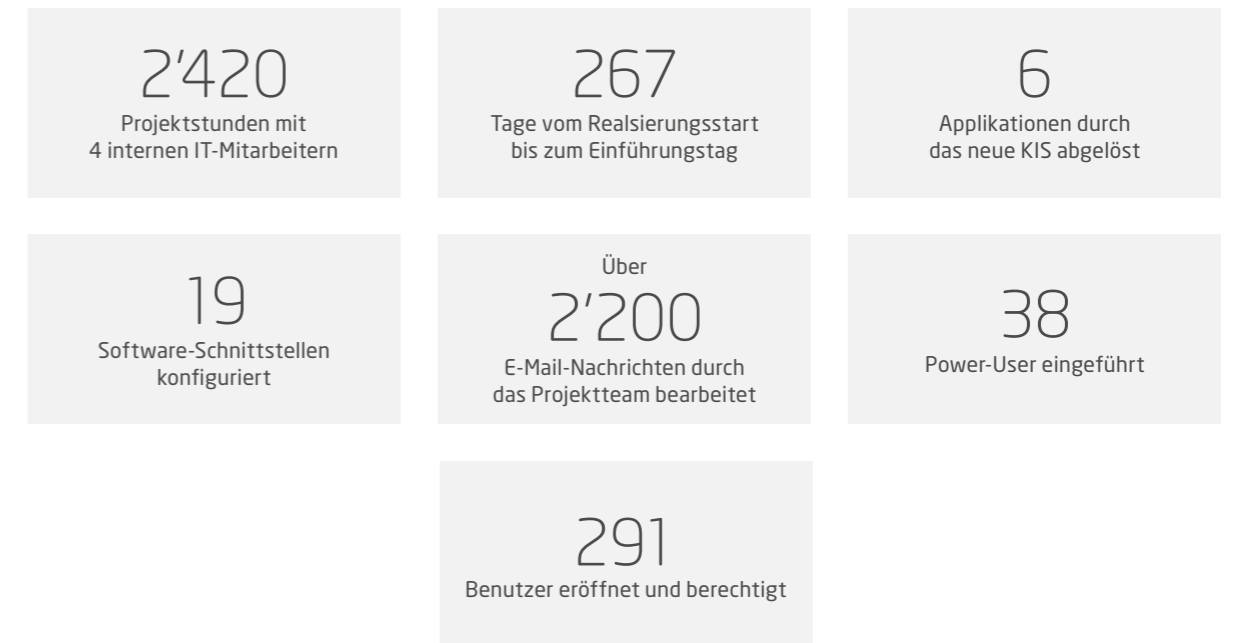 2’420
Projektstunden mit
4 internen IT-Mitarbeitern
267
Tage vom Realsierungsstart
bis zum Einführungstag
6
Applikationen durch
das neue KIS abgelöst
19
Software-Schnittstellen
konfiguriert
Über
2’200
E-Mail-Nachrichten durch
das Projektteam bearbeitet
38
Power-User eingeführt
291
Benutzer eröffnet und berechtigt